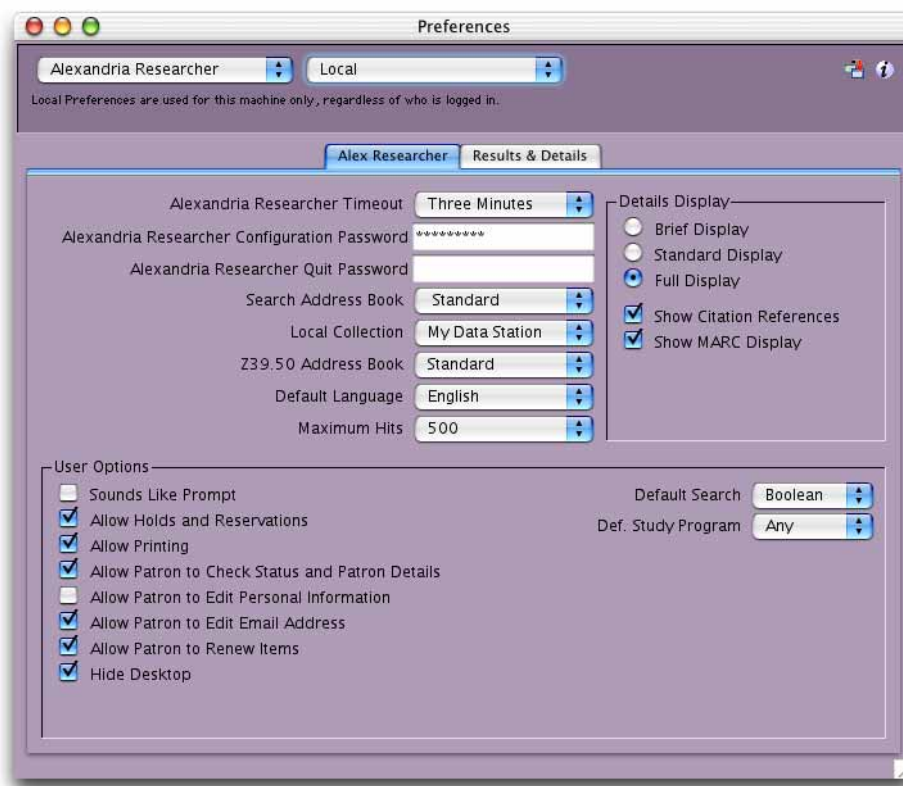 Preferences
Alexandria Researcher
Local
Local Preferences are used for this machine only, regardless of who is logged in.
Alex Researcher
Results & Details
Alexandria Researcher Timeout Three Minutes
Alexandria Researcher Configuration Password *********
Alexandria Researcher Quit Password
Search Address Book Standard
Local Collection My Data Station
Z39.50 Address Book Standard
Default Language English
Maximum Hits 500
Details Display
Brief Display
Standard Display
Full Display
Show Citation References
Show MARC Display
User Options
Sounds Like Prompt
Allow Holds and Reservations
Allow Printing
Allow Patron to Check Status and Patron Details
Allow Patron to Edit Personal Information
Allow Patron to Edit Email Address
Allow Patron to Renew Items
Hide Desktop
Default Search Boolean
Def. Study Program Any